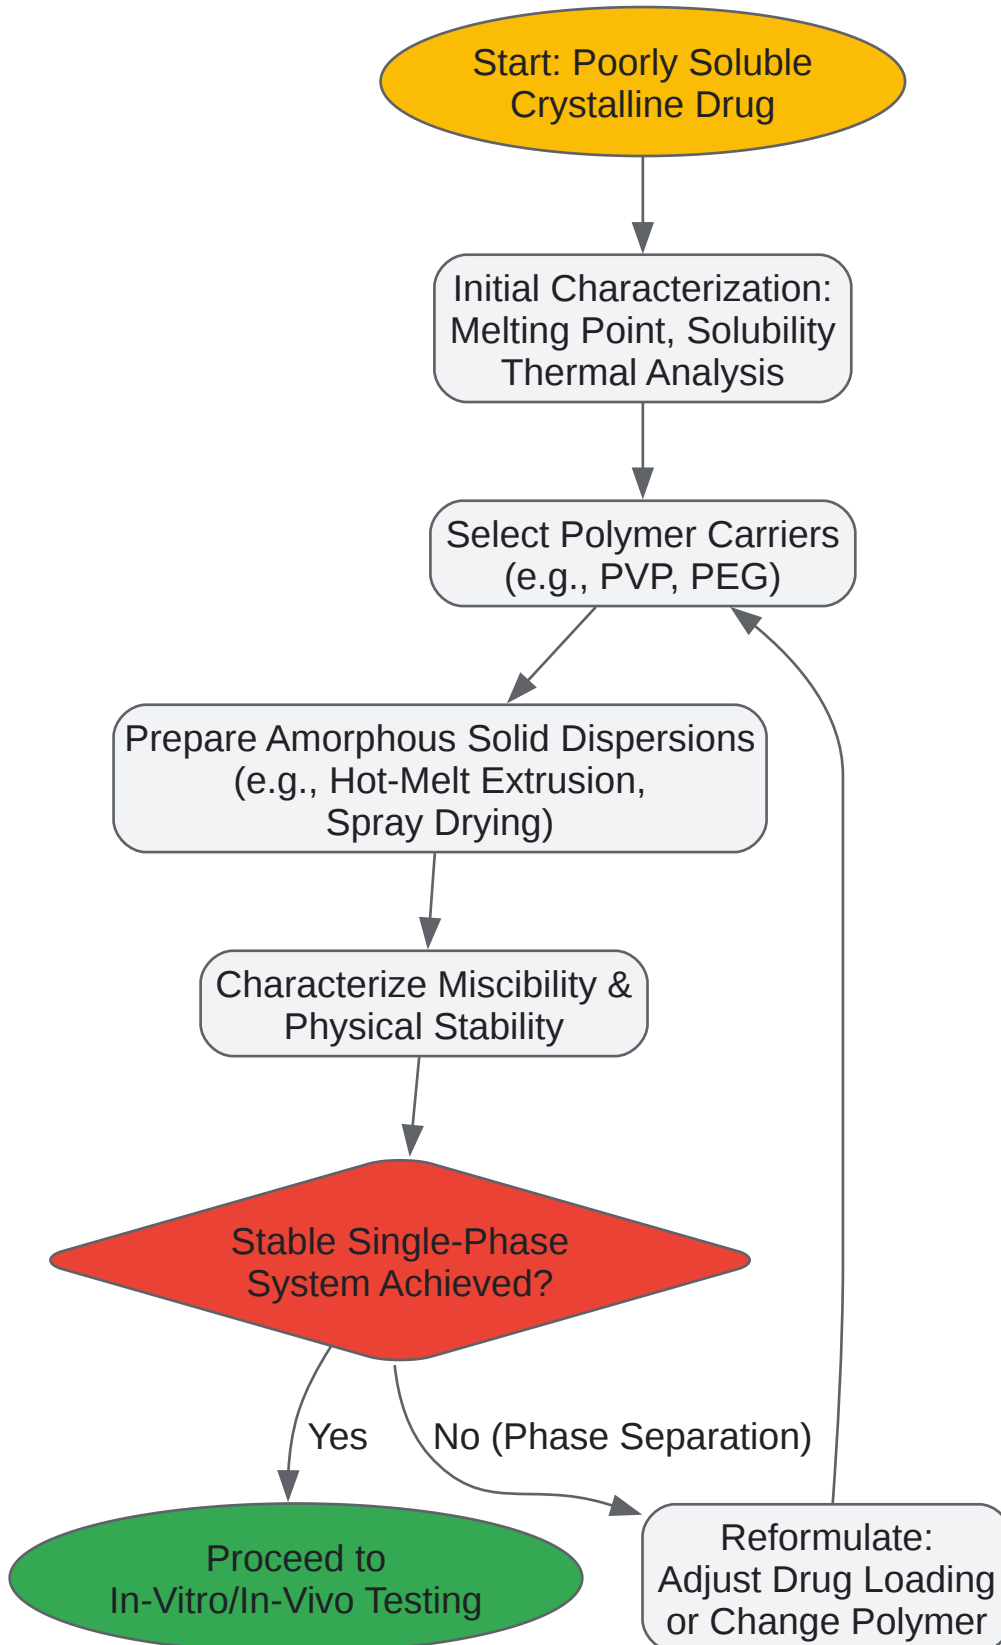 Start: Poorly Soluble
Crystalline Drug
Initial Characterization:
Melting Point, Solubility
Thermal Analysis
Select Polymer Carriers
(e.g., PVP, PEG)
Prepare Amorphous Solid Dispersions
(e.g., Hot-Melt Extrusion,
Spray Drying)
Characterize Miscibility &
Physical Stability
Stable Single-Phase
System Achieved?
Yes
No (Phase Separation)
Proceed to
In-Vitro/In-Vivo Testing
Reformulate:
Adjust Drug Loading
or Change Polymer